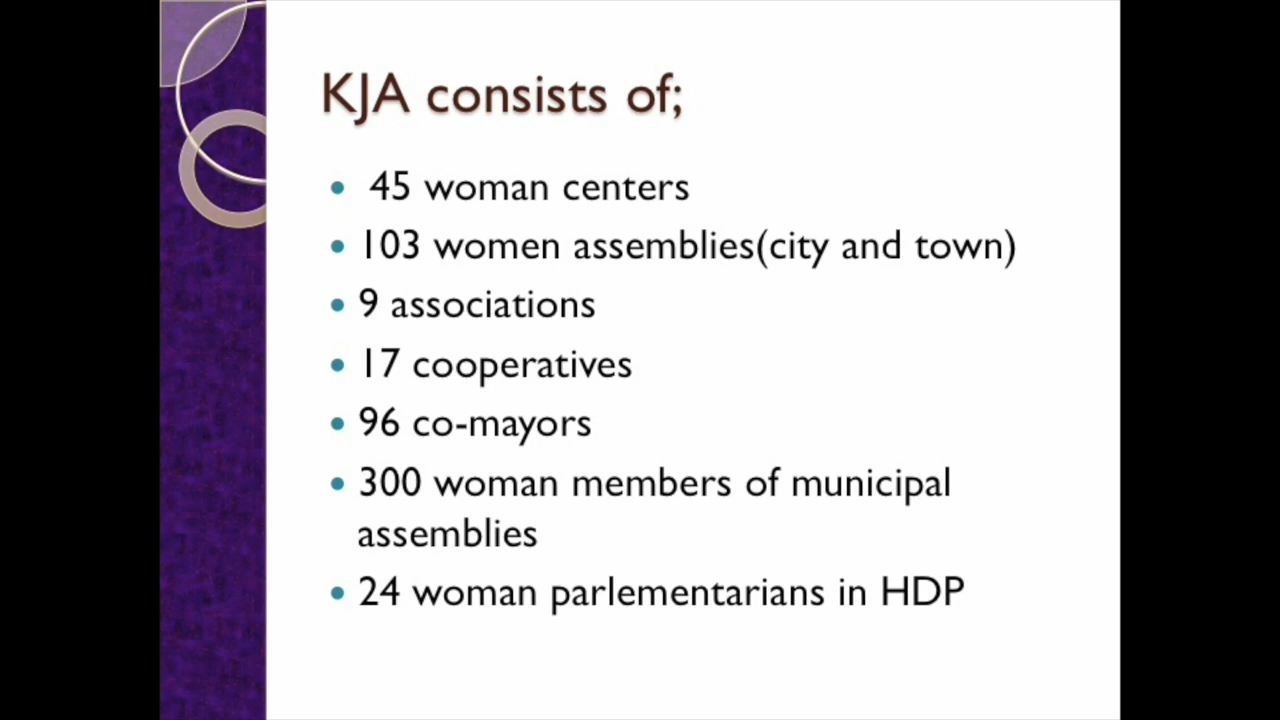 KJA consists of;
• 45 woman centers
• 103 women assemblies(city and town)
• 9 associations
• 17 cooperatives
• 96 co-mayors
• 300 woman members of municipal
assemblies
• 24 woman parlementarians in HDP